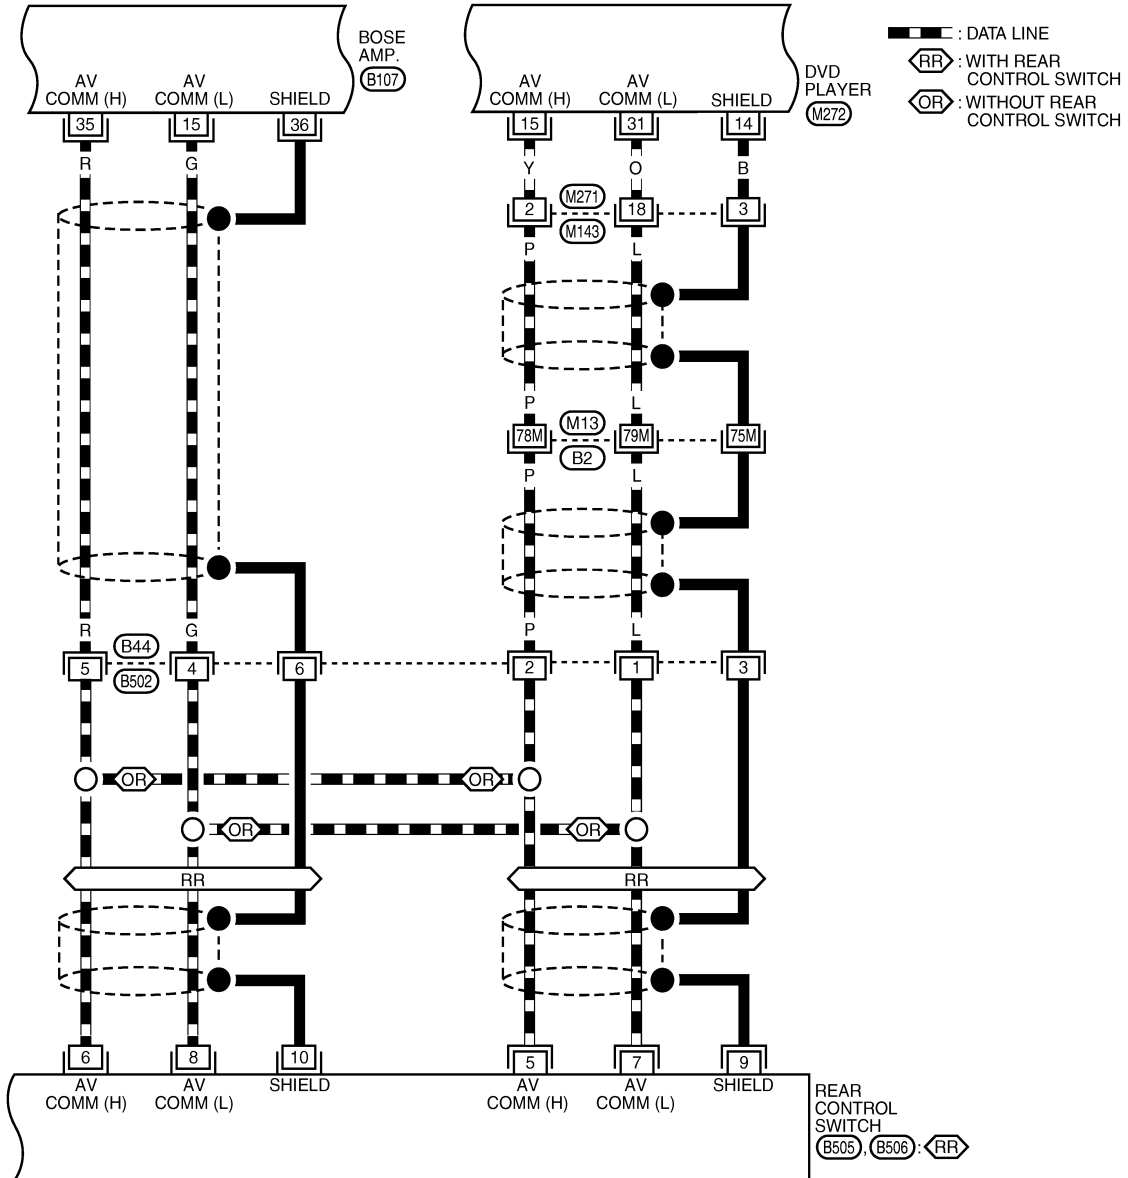 BOSE
AMP.
B107
DVD
PLAYER
M272
: DATA LINE
RR : WITH REAR
CONTROL SWITCH
OR : WITHOUT REAR
CONTROL SWITCH
AV
COMM (H)
AV
COMM (L)
SHIELD
AV
COMM (H)
AV
COMM (L)
SHIELD
35 15 36 15 31 14
R G Y O B
M271
2 18 3
M143
P L
P L
M13
78M 79M 75M
B2
P L
R G P L
B44
5 4 6 2 1 3
B502
OR OR
OR OR
RR RR
6 8 10 5 7 9
AV
COMM (H)
AV
COMM (L)
SHIELD
AV
COMM (H)
AV
COMM (L)
SHIELD
REAR
CONTROL
SWITCH
B505 , B506 : RR